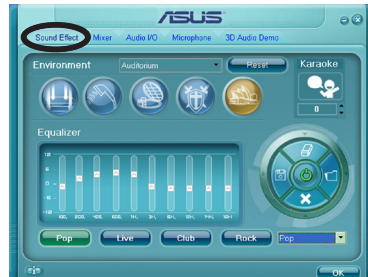 ASUS
Sound Effect Mixer Audio I/O Microphone 3D Audio Demo
Environment Auditorium Reset Karaoke
0
Equalizer
Pop Live Club Rock Pop
OK